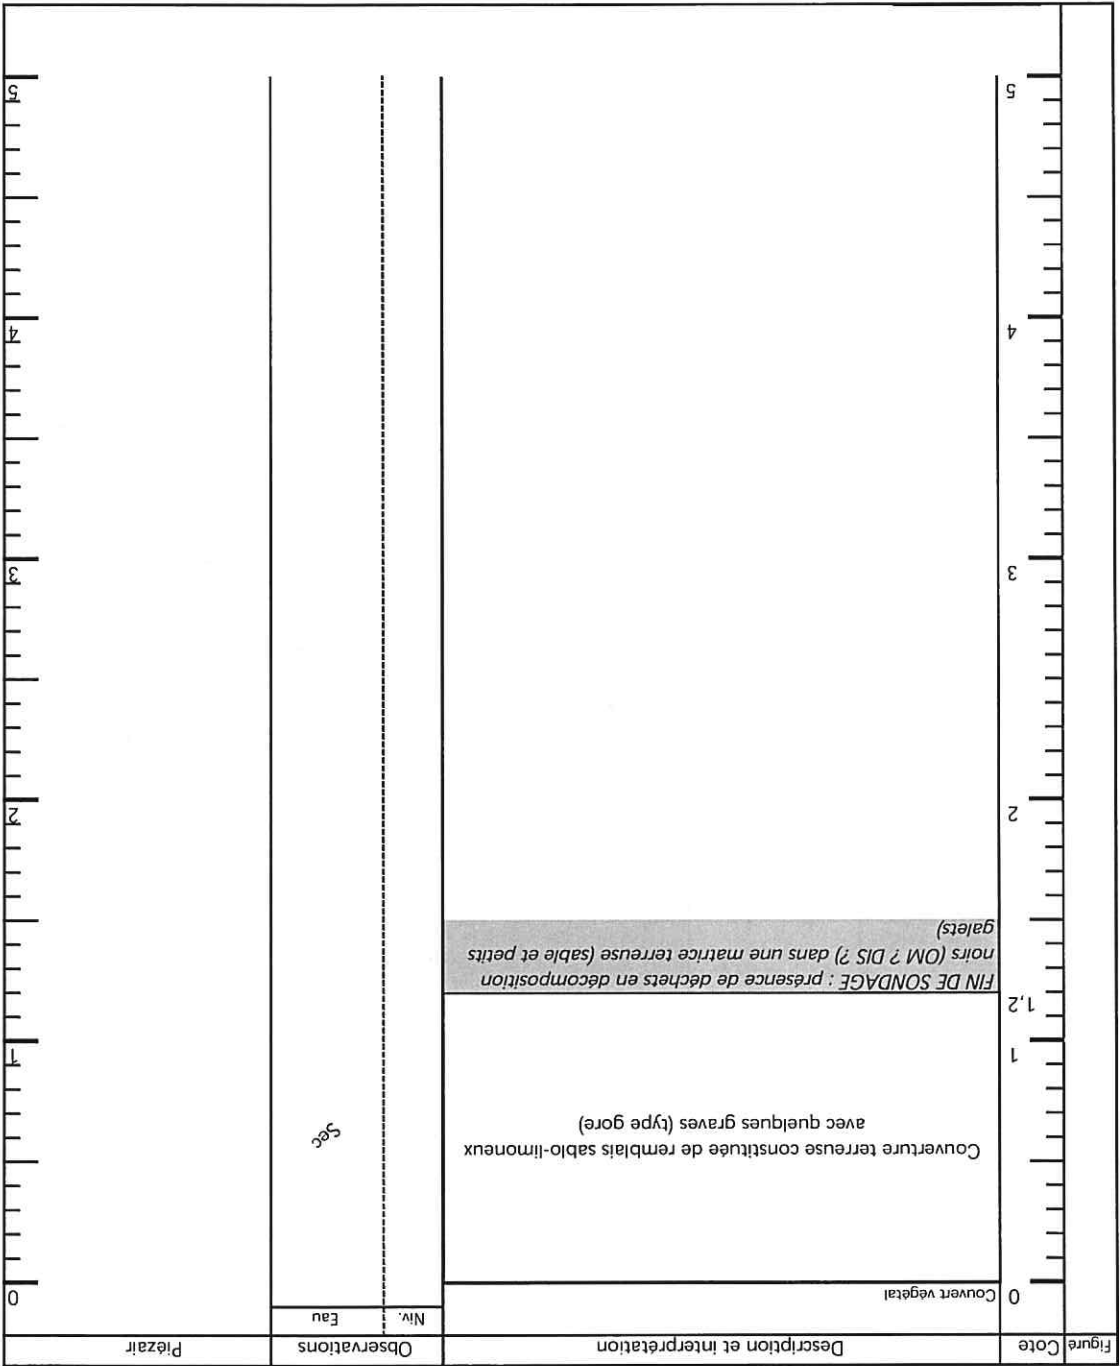 Figuré
Cote
Description et interprétation
Observations
Piézair
Niv.
Eau
0
Couvert végétal
0
Couverture terreuse constituée de remblais sablo-limoneux
avec quelques graves (type gore)
Sec
1
1
1,2
FIN DE SONDAGE : présence de déchets en décomposition
noirs (OM ? DIS ?) dans une matrice terreuse (sable et petits
galets)
2
2
3
3
4
4
5
5